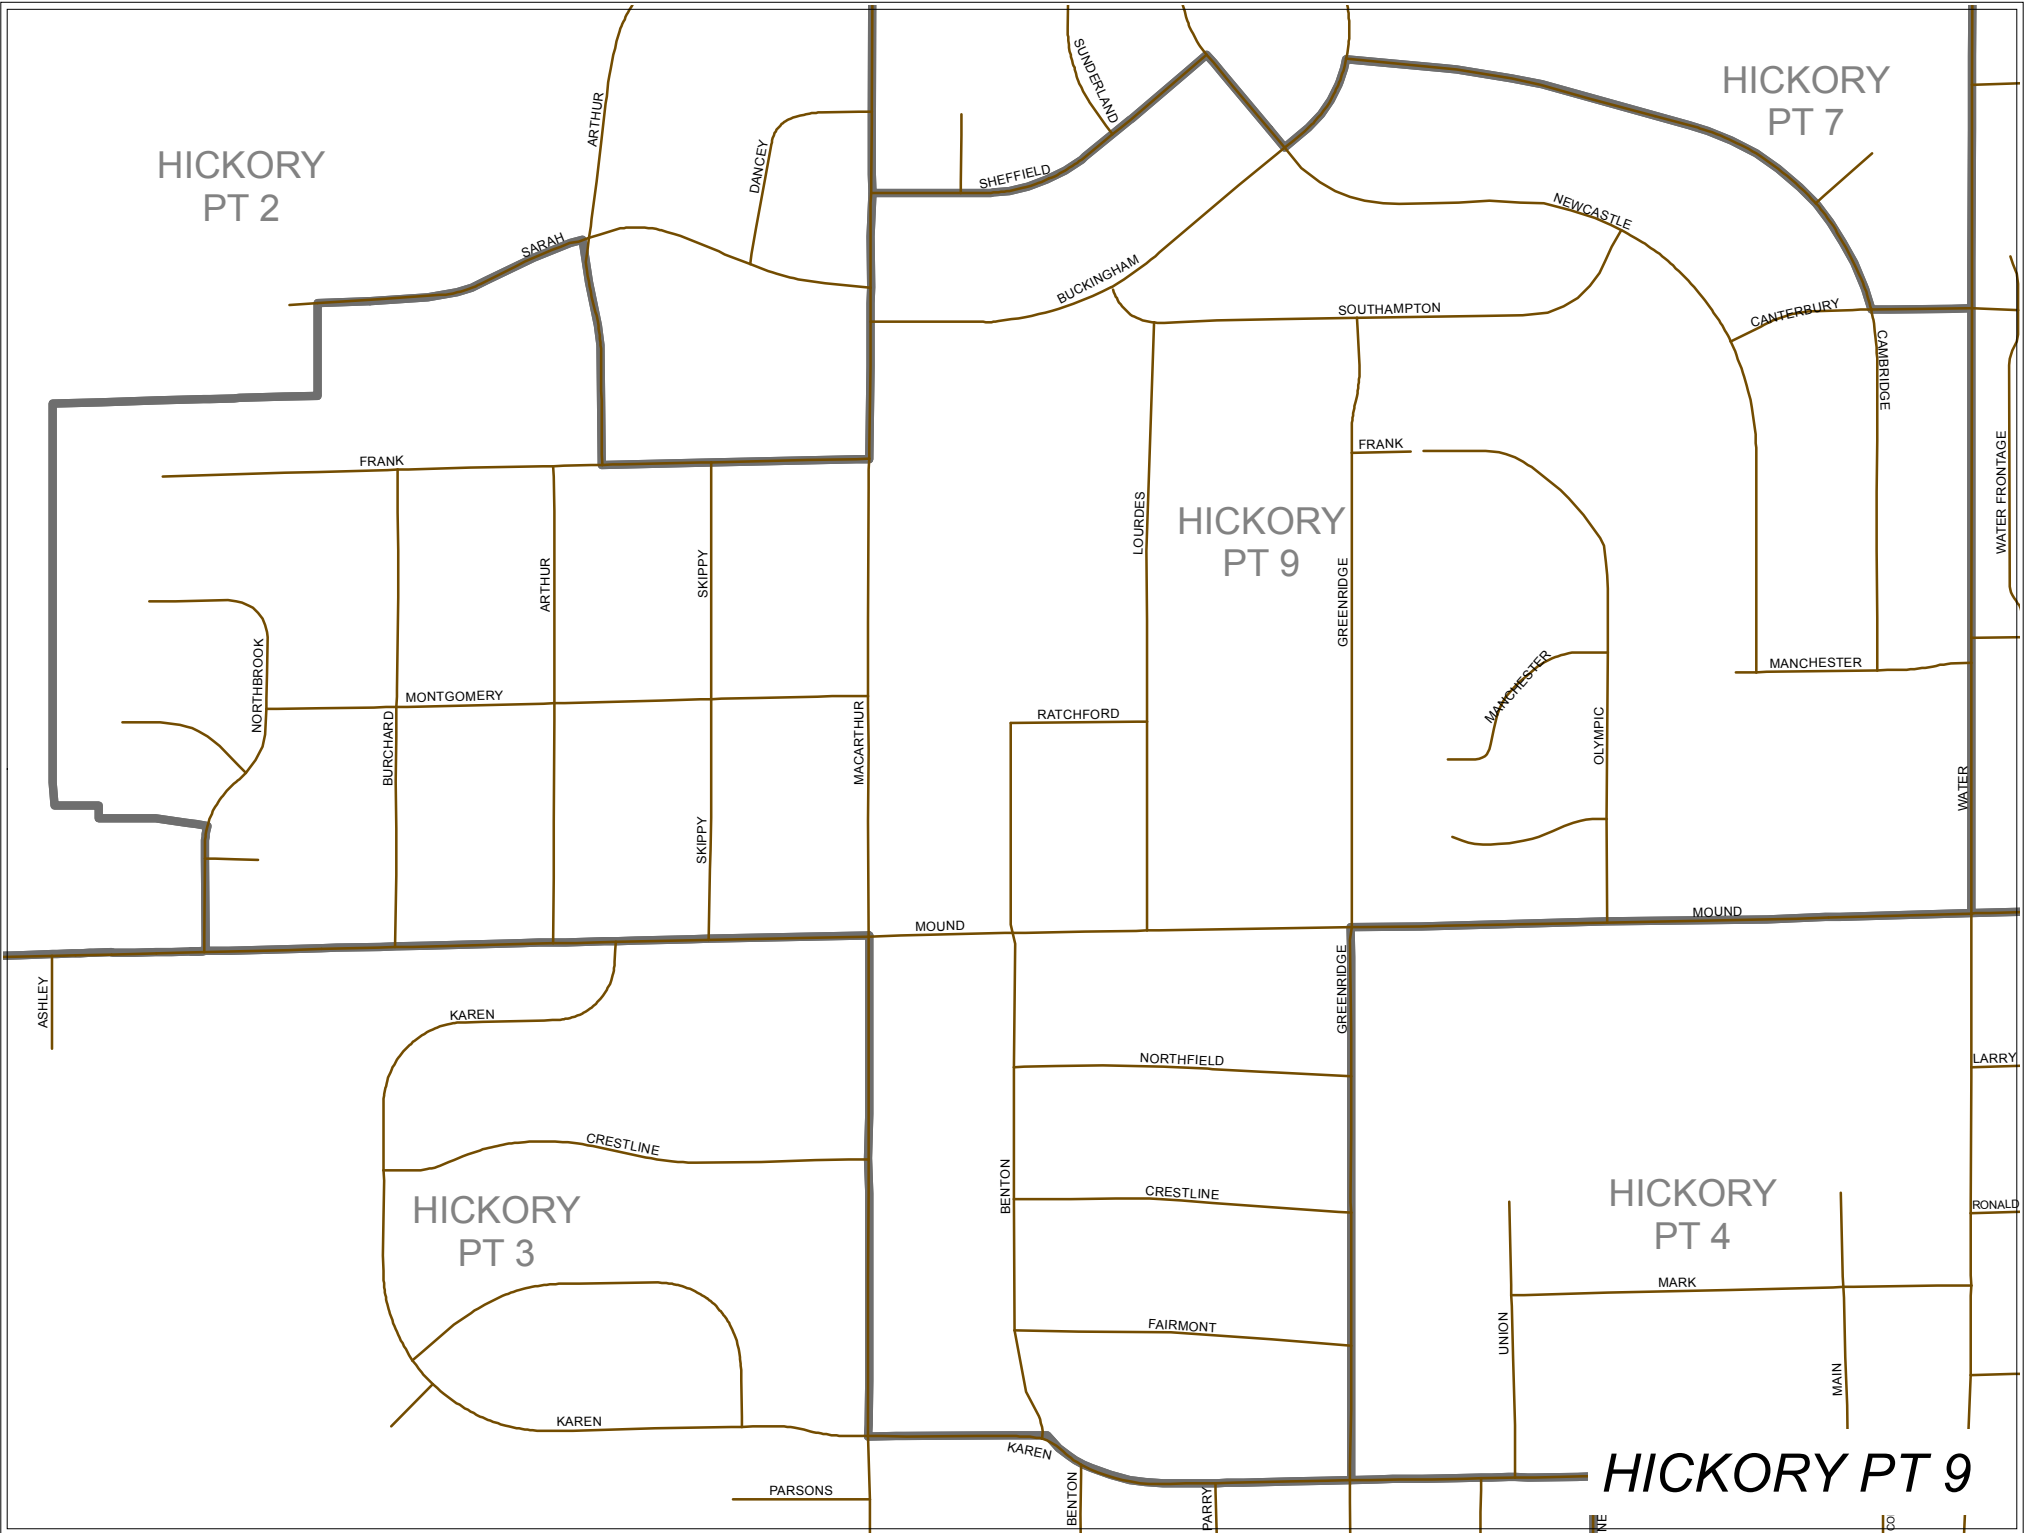 SUNDERLAND
HICKORY
PT 7
ARTHUR
HICKORY
PT 2
DANCEY
SHEFFIELD
NEWCASTLE
SARAH
BUCKINGHAM
SOUTHAMPTON
CANTERBURY
CAMBRIDGE
FRANK
FRANK
WATER FRONTAGE
LOURDES
HICKORY
PT 9
ARTHUR
SKIPPY
GREENRIDGE
NORTHBROOK
MONTGOMERY
MANCHESTER
MANCHESTER
BURCHARD
MACARTHUR
RATCHFORD
OLYMPIC
WATER
SKIPPY
MOUND
MOUND
ASHLEY
KAREN
GREENRIDGE
NORTHFIELD
LARRY
CRESTLINE
BENTON
CRESTLINE
HICKORY
PT 3
HICKORY
PT 4
RONALD
MARK
FAIRMONT
UNION
MAIN
KAREN
KAREN
HICKORY PT 9
PARSONS
BENTON
PARRY
NE
CO